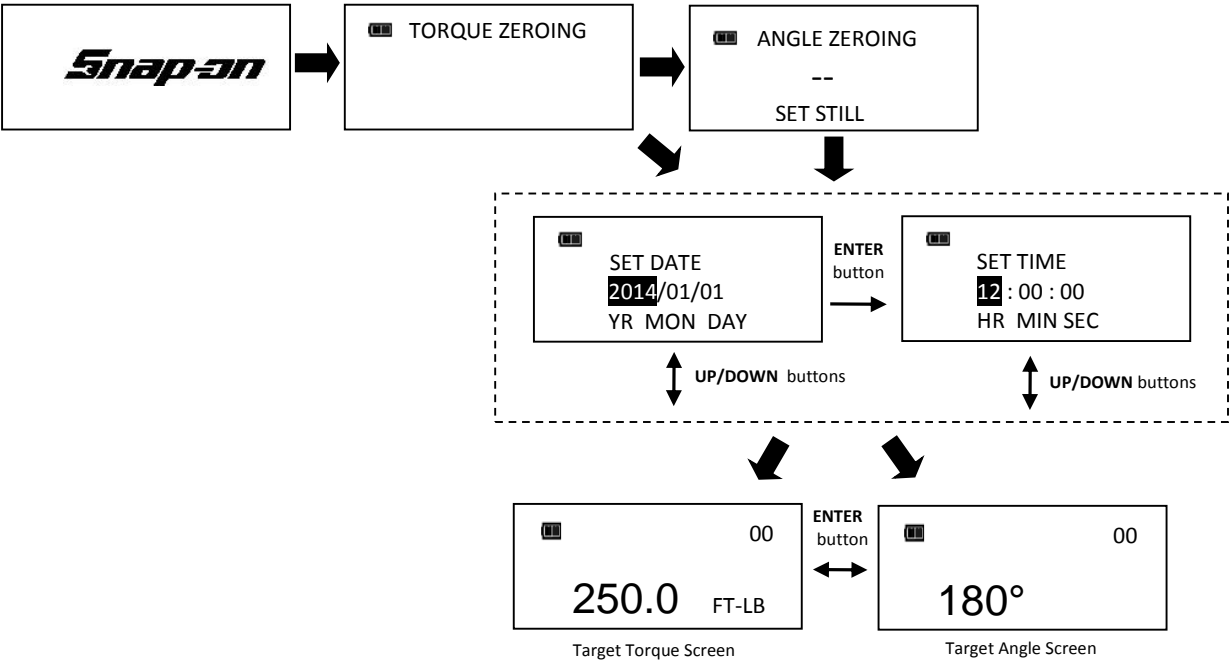 Snap-on
TORQUE ZEROING
ANGLE ZEROING
--
SET STILL
SET DATE
2014/01/01
YR MON DAY
ENTER
button
SET TIME
12 : 00 : 00
HR MIN SEC
UP/DOWN buttons
UP/DOWN buttons
00
250.0 FT-LB
Target Torque Screen
ENTER
button
00
180°
Target Angle Screen